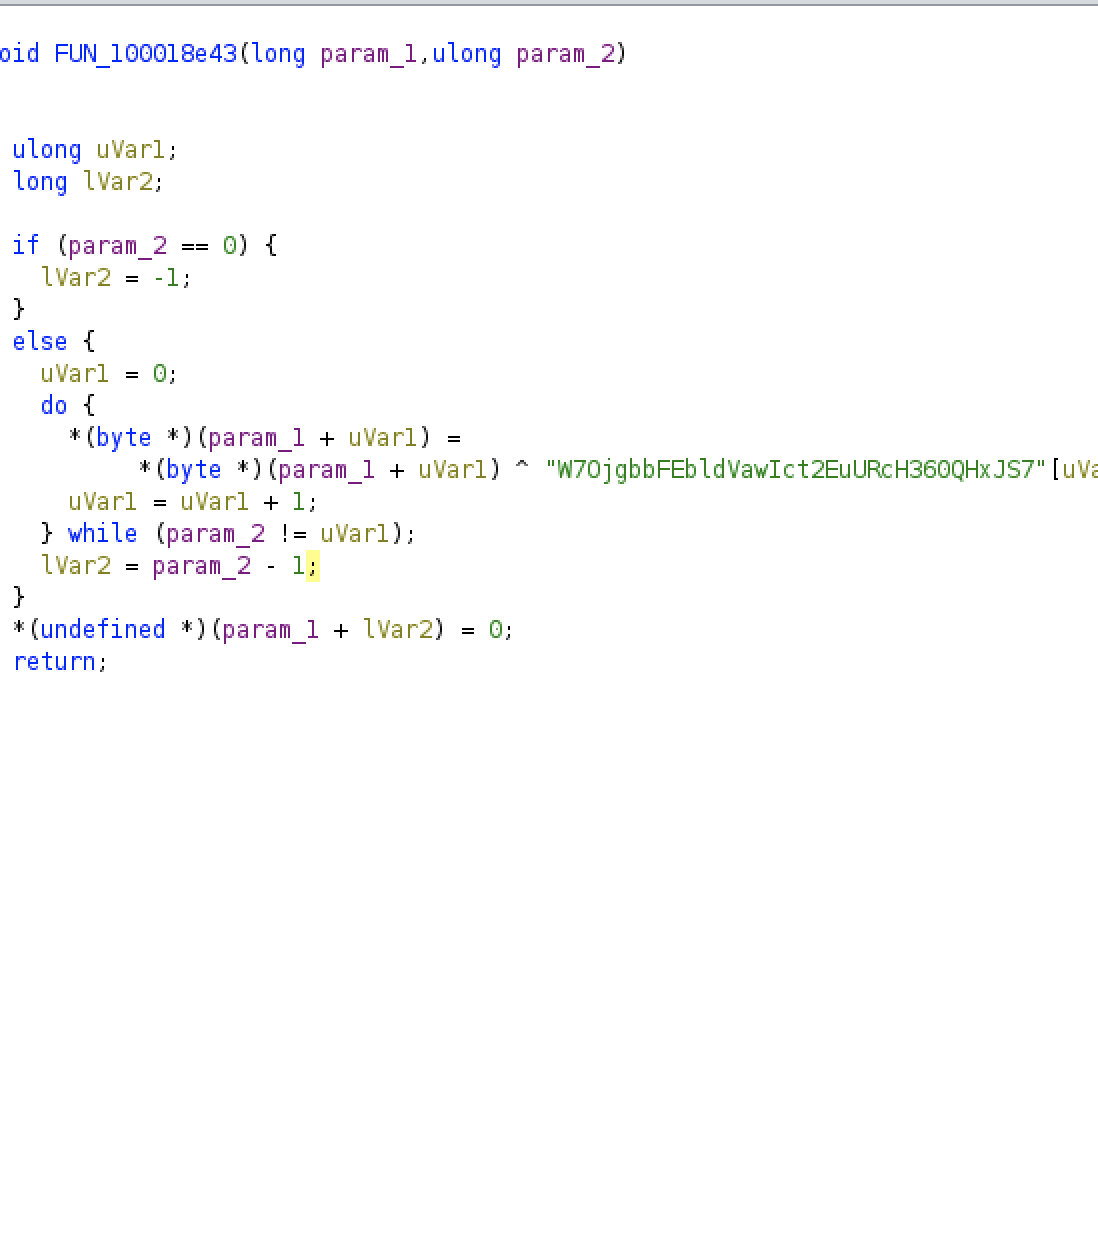 oid FUN_100018e43(long param_1,ulong param_2)
ulong uVar1;
long lVar2;
if (param_2 == 0) {
lVar2 = -1;
}
else {
uVar1 = 0;
do {
*(byte *)(param_1 + uVar1) =
*(byte *)(param_1 + uVar1) ^ "W7OjgbbFEbldVawIct2EuURcH360QHxJS7"[uVa
uVar1 = uVar1 + 1;
} while (param_2 != uVar1);
lVar2 = param_2 - 1;
}
*(undefined *)(param_1 + lVar2) = 0;
return;